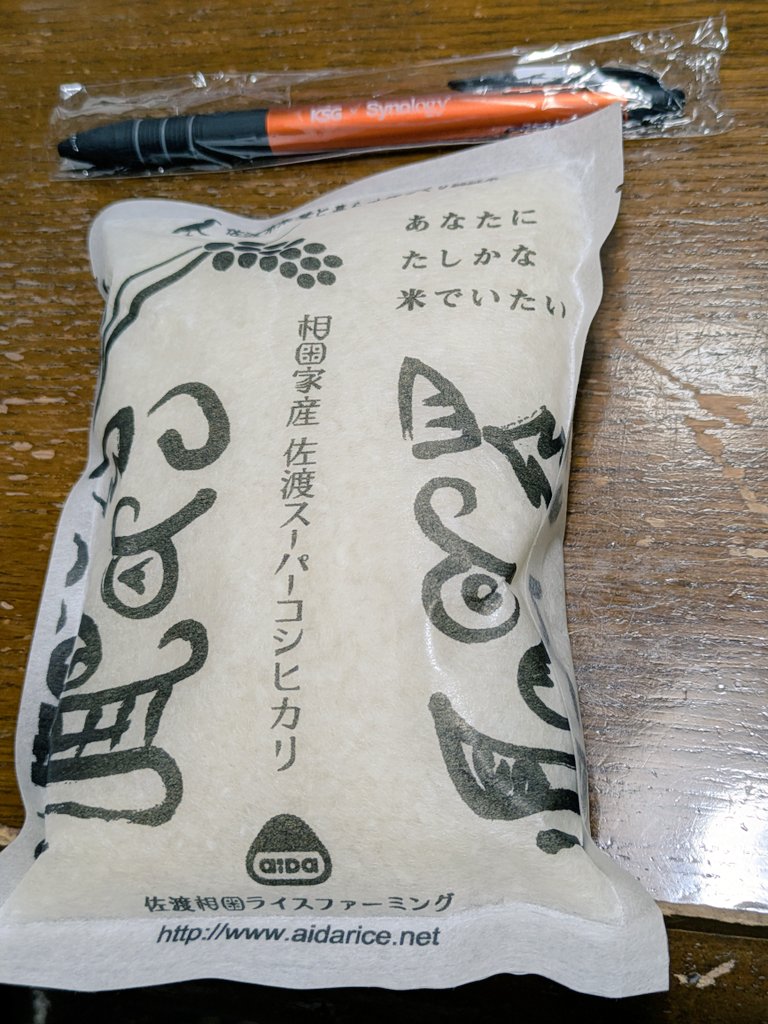 KSG × Synology
あなたに
たしかな
米でいたい
相田家産 佐渡スーパーコシヒカリ
AiDA
佐渡相田ライスファーミング
http://www.aidarice.net